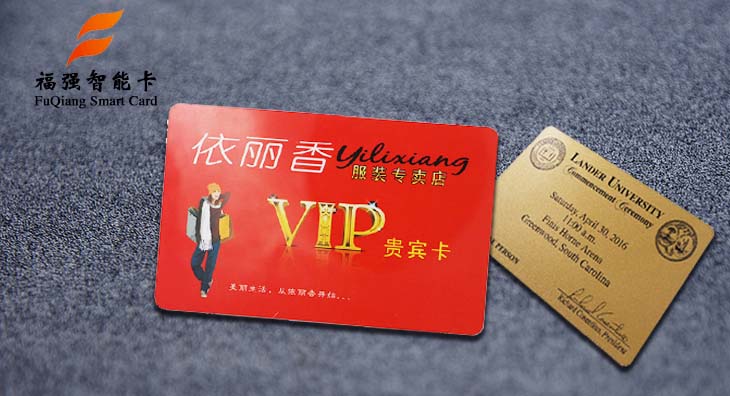 福强智能卡
FuQiang Smart Card
依丽香 Yilixiang
服装专卖店
VIP 贵宾卡
美丽生活，从依丽香开始...
LANDER UNIVERSITY
Commencement Ceremony
Saturday, April 30, 2016
11:00 a.m.
Finis Horne Arena
Greenwood, South Carolina
PERSON
President